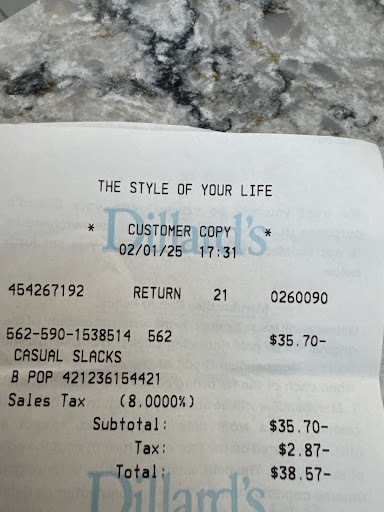 THE STYLE OF YOUR LIFE
Dillard's
* CUSTOMER COPY *
02/01/25 17:31
454267192 RETURN 21 0260090
562-590-1538514 562 $35.70-
CASUAL SLACKS
B POP 421236154421
Sales Tax (8.0000%)
Subtotal: $35.70-
Tax: $2.87-
Total: $38.57-
Dillard's